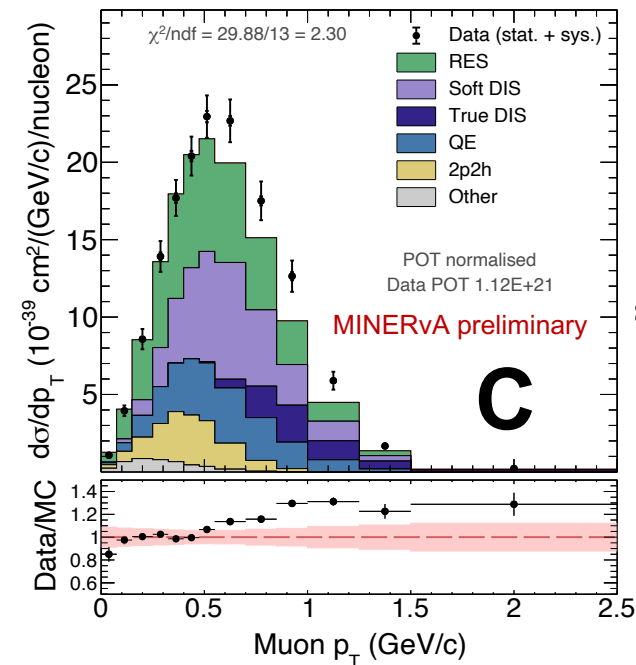 χ²/ndf = 29.88/13 = 2.30
Data (stat. + sys.)
RES
Soft DIS
True DIS
QE
2p2h
Other
POT normalised
Data POT 1.12E+21
MINERvA preliminary
C
dσ/dp_T (10⁻³⁹ cm²/(GeV/c)/nucleon)
25
20
15
10
5
Data/MC
1.4
1.2
1
0.8
0.6
0 0.5 1 1.5 2 2.5
Muon p_T (GeV/c)